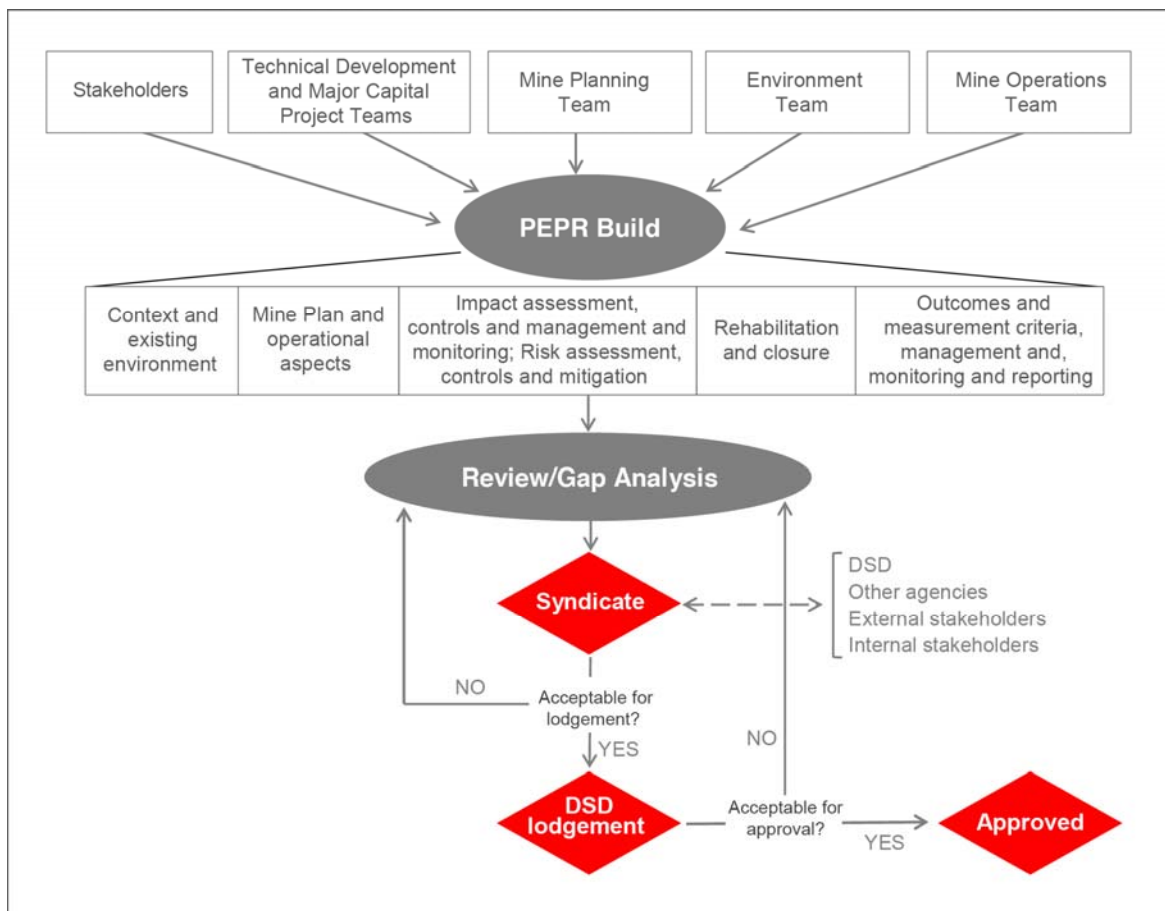 Stakeholders
Technical Development
and Major Capital
Project Teams
Mine Planning
Team
Environment
Team
Mine Operations
Team
PEPR Build
Context and
existing
environment
Mine Plan and
operational
aspects
Impact assessment,
controls and management and
monitoring; Risk assessment,
controls and mitigation
Rehabilitation
and closure
Outcomes and
measurement criteria,
management and,
monitoring and reporting
Review/Gap Analysis
Syndicate
DSD
Other agencies
External stakeholders
Internal stakeholders
NO
Acceptable for
lodgement?
YES
NO
DSD
lodgement
Acceptable for
approval?
YES
Approved